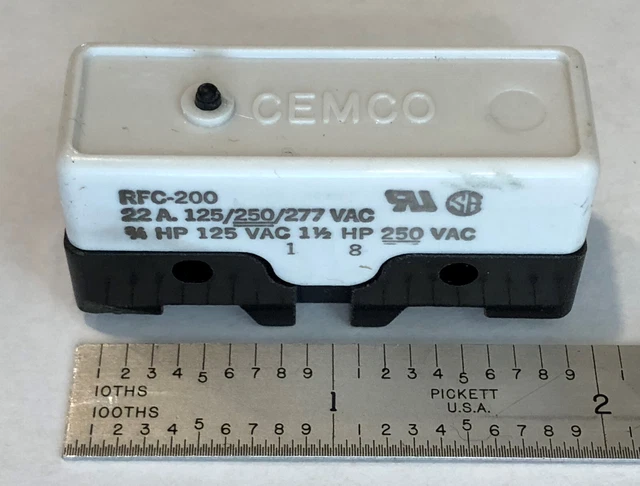 CEMCO
RFC-200
22 A. 125/250/277 VAC
¾ HP 125 VAC 1½ HP 250 VAC
1 8
1 2 3 4 5 6 7 8 9 1 1 2 3 4 5 6 7 8 9 2
10THS
PICKETT
100THS
U.S.A.
1 2 3 4 5 6 7 8 9 1 2 3 4 5 6 7 8 9